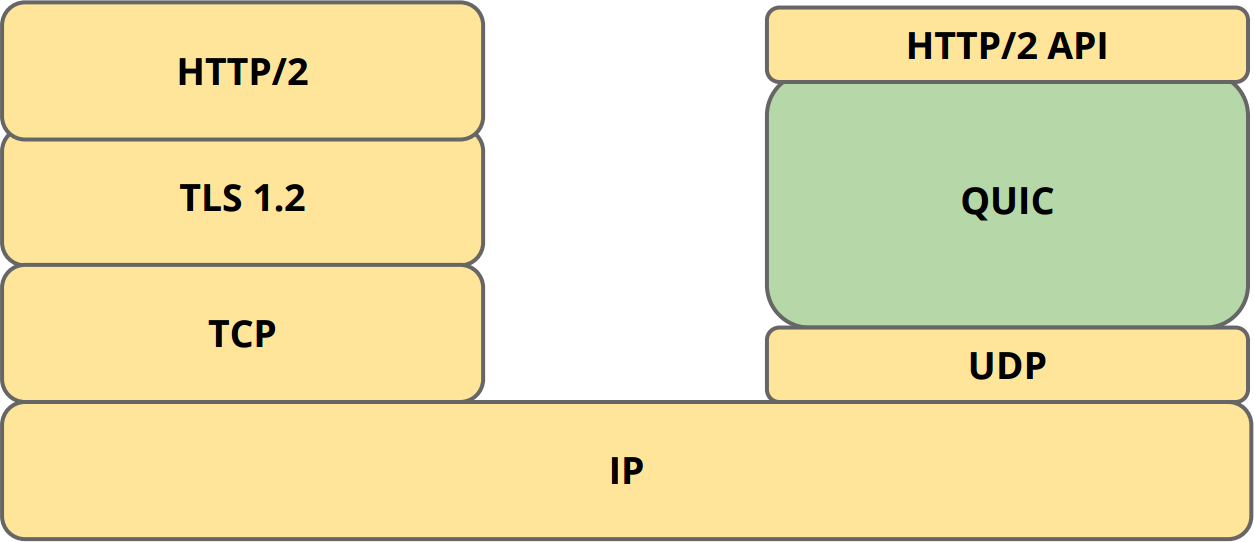 HTTP/2
TLS 1.2
TCP
HTTP/2 API
QUIC
UDP
IP